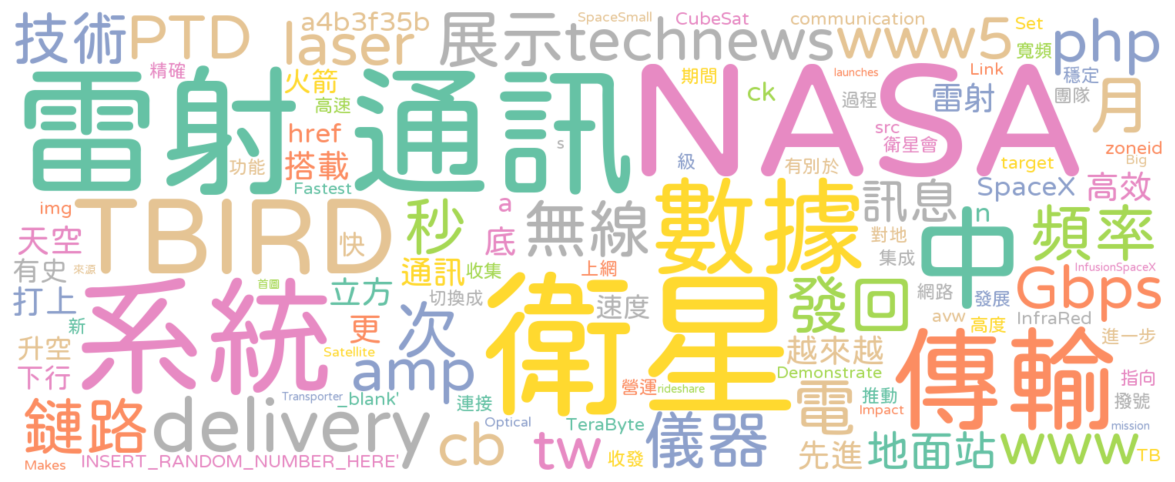 技術
PTD
laser
a4b3f35b
展示
technews
SpaceSmall
CubeSat
communication
www5
Set
寬頻
php
精確
火箭
高速
雷射通訊
NASA
期間
ck
launches
過程
雷射
Link
穩定
團隊
月
href
搭載
功能
Fastest
s
級
有別於
src
衛星會
target
zoneid
Big
img
TBIRD
快
秒
a
底
無線
數據
訊息
SpaceX
高效
n
中
頻率
對地
集成
天空
有史
來源
首圖
通訊
收集
切換成
上網
速度
InfusionSpaceX
打上
新
系統
立方
更
次
衛星
發回
網路
發展
Gbps
avw
高度
InfraRed
進一步
升空
下行
Satellite
amp
越來越
Demonstrate
傳輸
指向
Transporter
_blank'
連接
營運
rideshare
電
推動
Impact
撥號
鏈路
delivery
Optical
TeraByte
儀器
mission
Makes
INSERT_RANDOM_NUMBER_HERE'
cb
tw
收發
先進
地面站
www
TB